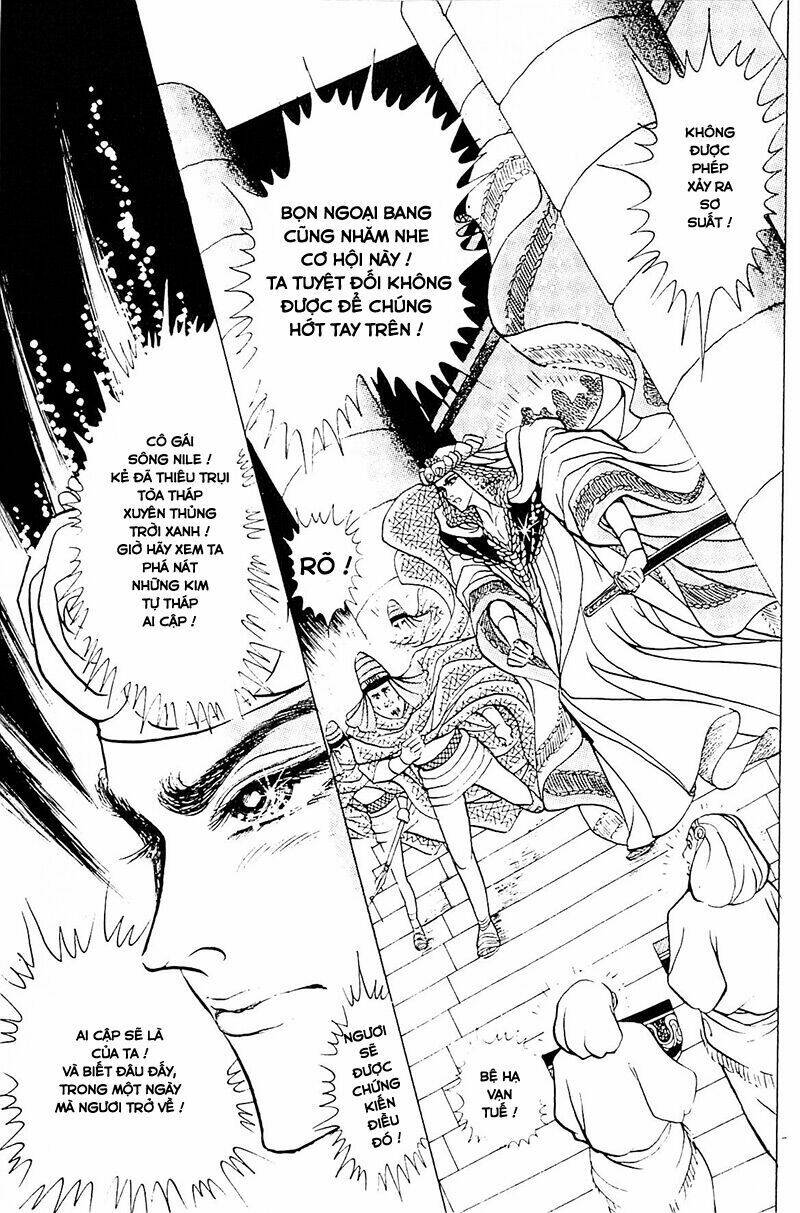 KHÔNG
ĐƯỢC
PHÉP
XẢY RA
SƠ
SUẤT !
BỌN NGOẠI BANG
CŨNG NHĂM NHE
CƠ HỘI NÀY !
TA TUYỆT ĐỐI KHÔNG
ĐƯỢC ĐỂ CHÚNG
HỚT TAY TRÊN !
RÕ !
BỆ HẠ
VẠN
TUẾ !
CÔ GÁI
SÔNG NILE !
KẺ ĐÃ THIÊU TRỤI
TÒA THÁP
XUYÊN THỦNG
TRỜI XANH !
GIỜ HÃY XEM TA
PHÁ NÁT
NHỮNG KIM
TỰ THÁP
AI CẬP !
NGƯƠI
SẼ
ĐƯỢC
CHỨNG
KIẾN
ĐIỀU
ĐÓ !
AI CẬP SẼ LÀ
CỦA TA !
VÀ BIẾT ĐÂU ĐẤY,
TRONG MỘT NGÀY
MÀ NGƯƠI TRỞ VỀ !